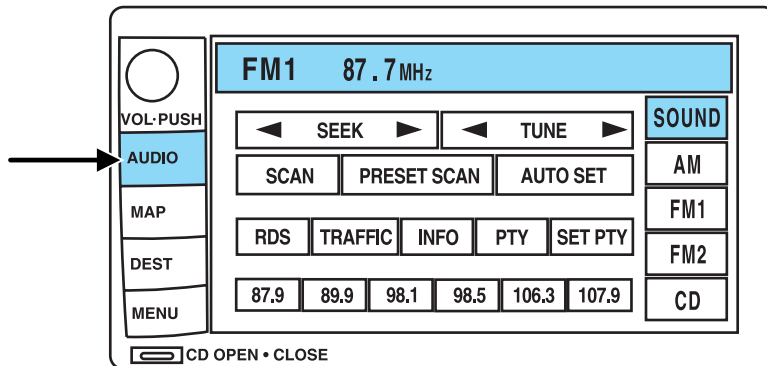 FM1 87.7 MHz
VOL·PUSH
AUDIO
MAP
DEST
MENU
SEEK TUNE
SCAN PRESET SCAN AUTO SET
RDS TRAFFIC INFO PTY SET PTY
87.9 89.9 98.1 98.5 106.3 107.9
SOUND
AM
FM1
FM2
CD
CD OPEN • CLOSE